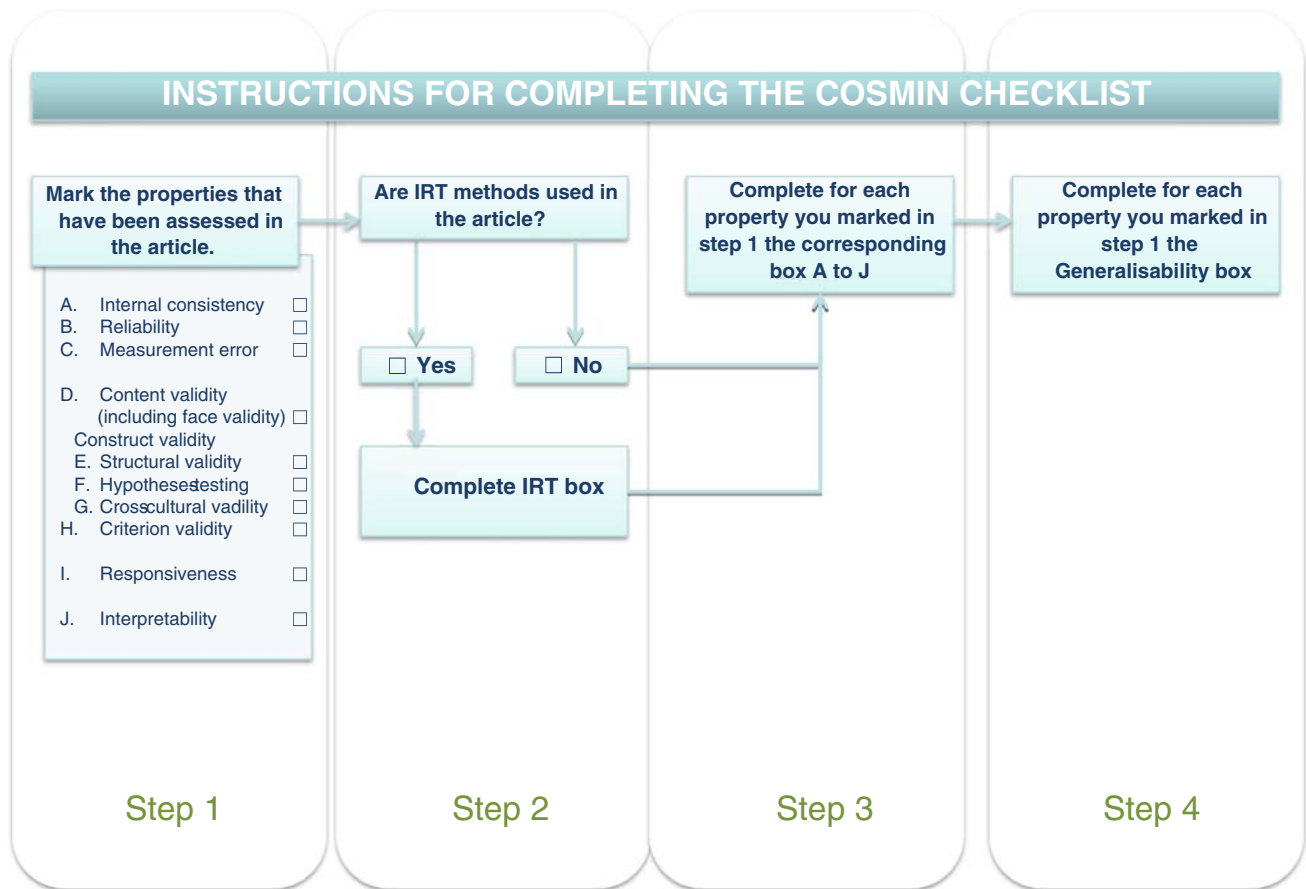 INSTRUCTIONS FOR COMPLETING THE COSMIN CHECKLIST
Mark the properties that
have been assessed in
the article.
A. Internal consistency □
B. Reliability □
C. Measurement error □
D. Content validity
(including face validity) □
Construct validity
E. Structural validity □
F. Hypothesestesting □
G. Crosscultural vadility □
H. Criterion validity □
I. Responsiveness □
J. Interpretability □
Step 1
Are IRT methods used in
the article?
□ Yes
□ No
Complete IRT box
Step 2
Complete for each
property you marked in
step 1 the corresponding
box A to J
Step 3
Complete for each
property you marked in
step 1 the
Generalisability box
Step 4